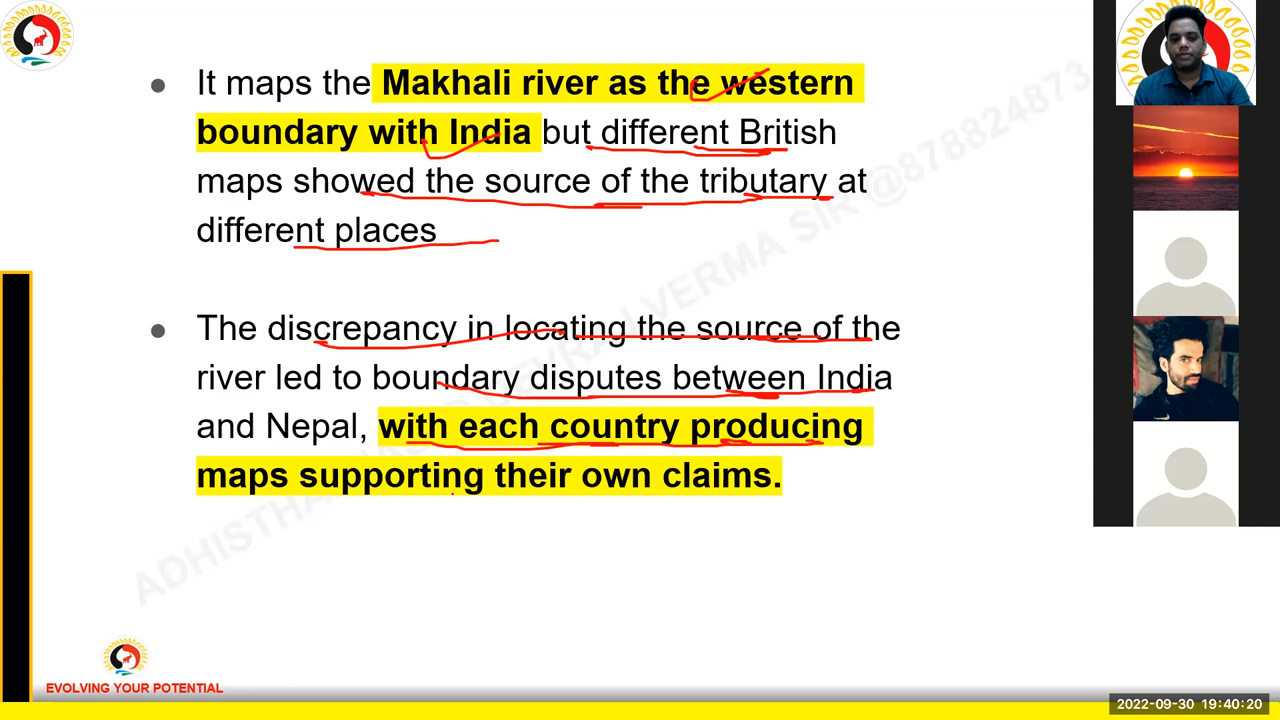 It maps the Makhali river as the western
boundary with India but different British
maps showed the source of the tributary at
different places
The discrepancy in locating the source of the
river led to boundary disputes between India
and Nepal, with each country producing
maps supporting their own claims.
VERMA SIR @878824873
EVOLVING YOUR POTENTIAL
2022-09-30 19:40:20